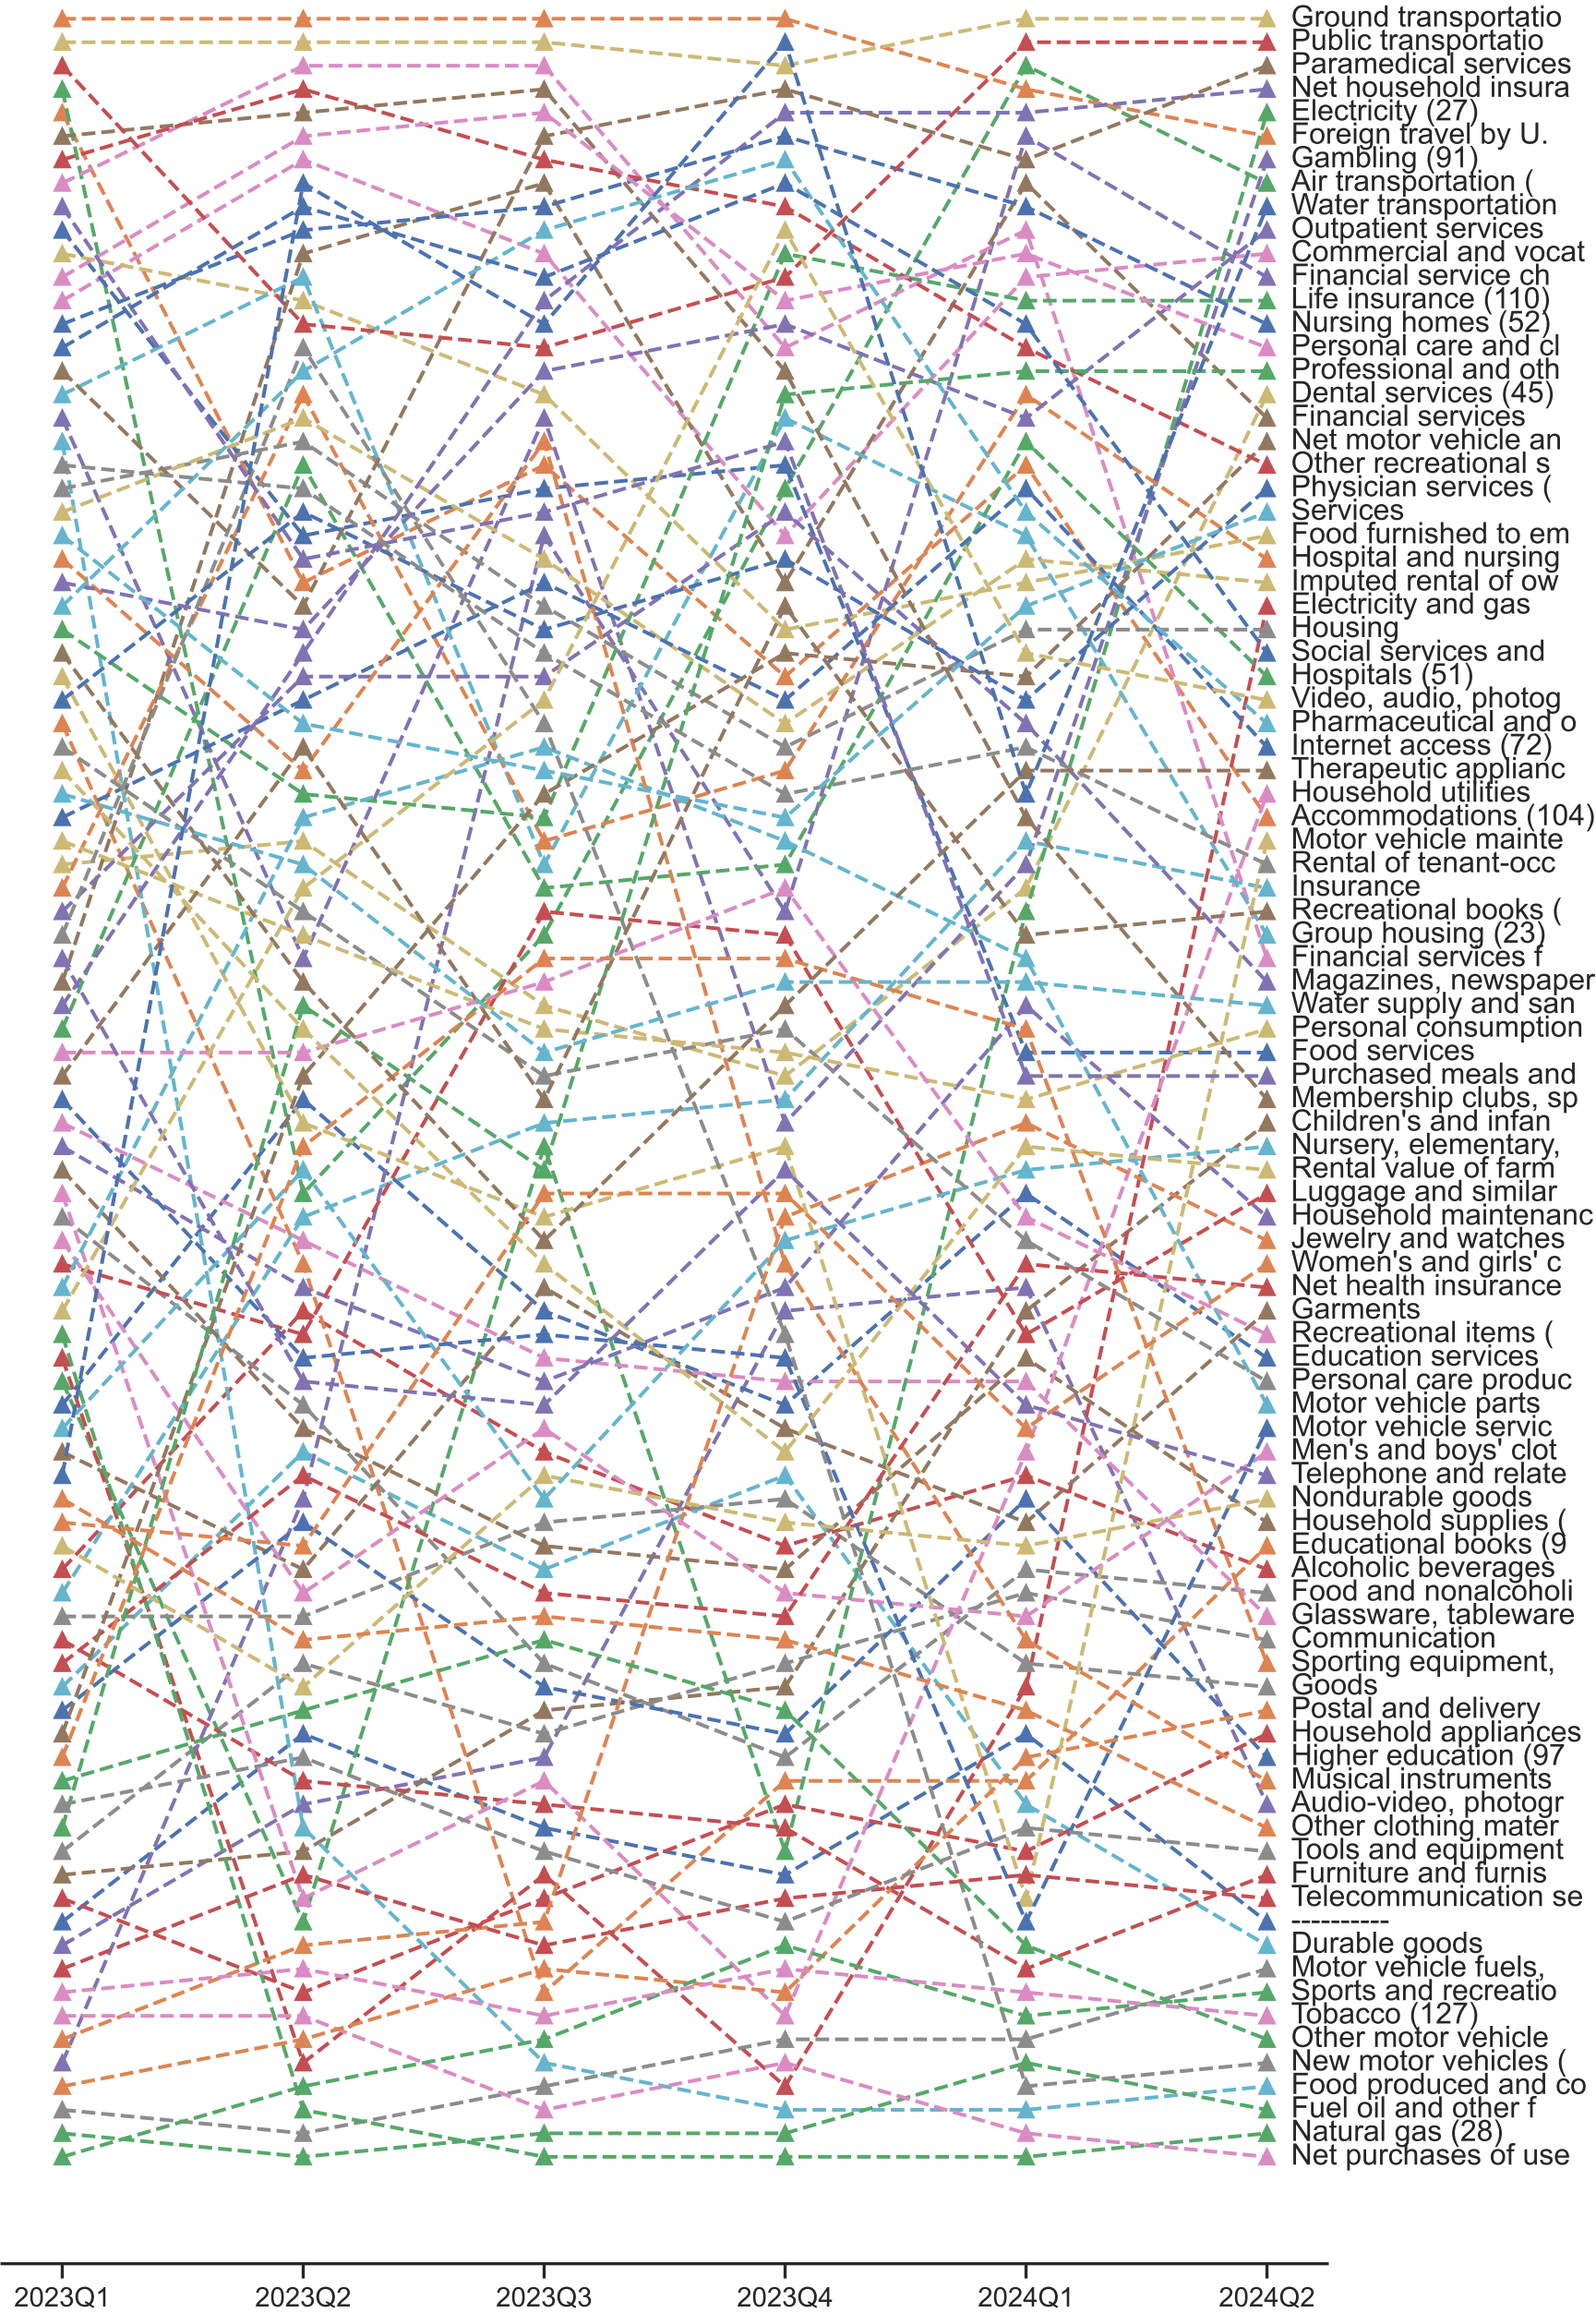 Ground transportatio
Public transportatio
Paramedical services
Net household insura
Electricity (27)
Foreign travel by U.
Gambling (91)
Air transportation (
Water transportation
Outpatient services
Commercial and vocat
Financial service ch
Life insurance (110)
Nursing homes (52)
Personal care and cl
Professional and oth
Dental services (45)
Financial services
Net motor vehicle an
Other recreational s
Physician services (
Services
Food furnished to em
Hospital and nursing
Imputed rental of ow
Electricity and gas
Housing
Social services and
Hospitals (51)
Video, audio, photog
Pharmaceutical and o
Internet access (72)
Therapeutic applianc
Household utilities
Accommodations (104)
Motor vehicle mainte
Rental of tenant-occ
Insurance
Recreational books (
Group housing (23)
Financial services f
Magazines, newspaper
Water supply and san
Personal consumption
Food services
Purchased meals and
Membership clubs, sp
Children's and infan
Nursery, elementary,
Rental value of farm
Luggage and similar
Household maintenanc
Jewelry and watches
Women's and girls' c
Net health insurance
Garments
Recreational items (
Education services
Personal care produc
Motor vehicle parts
Motor vehicle servic
Men's and boys' clot
Telephone and relate
Nondurable goods
Household supplies (
Educational books (9
Alcoholic beverages
Food and nonalcoholi
Glassware, tableware
Communication
Sporting equipment,
Goods
Postal and delivery
Household appliances
Higher education (97
Musical instruments
Audio-video, photogr
Other clothing mater
Tools and equipment
Furniture and furnis
Telecommunication se
----------
Durable goods
Motor vehicle fuels,
Sports and recreatio
Tobacco (127)
Other motor vehicle
New motor vehicles (
Food produced and co
Fuel oil and other f
Natural gas (28)
Net purchases of use
2023Q1 2023Q2 2023Q3 2023Q4 2024Q1 2024Q2